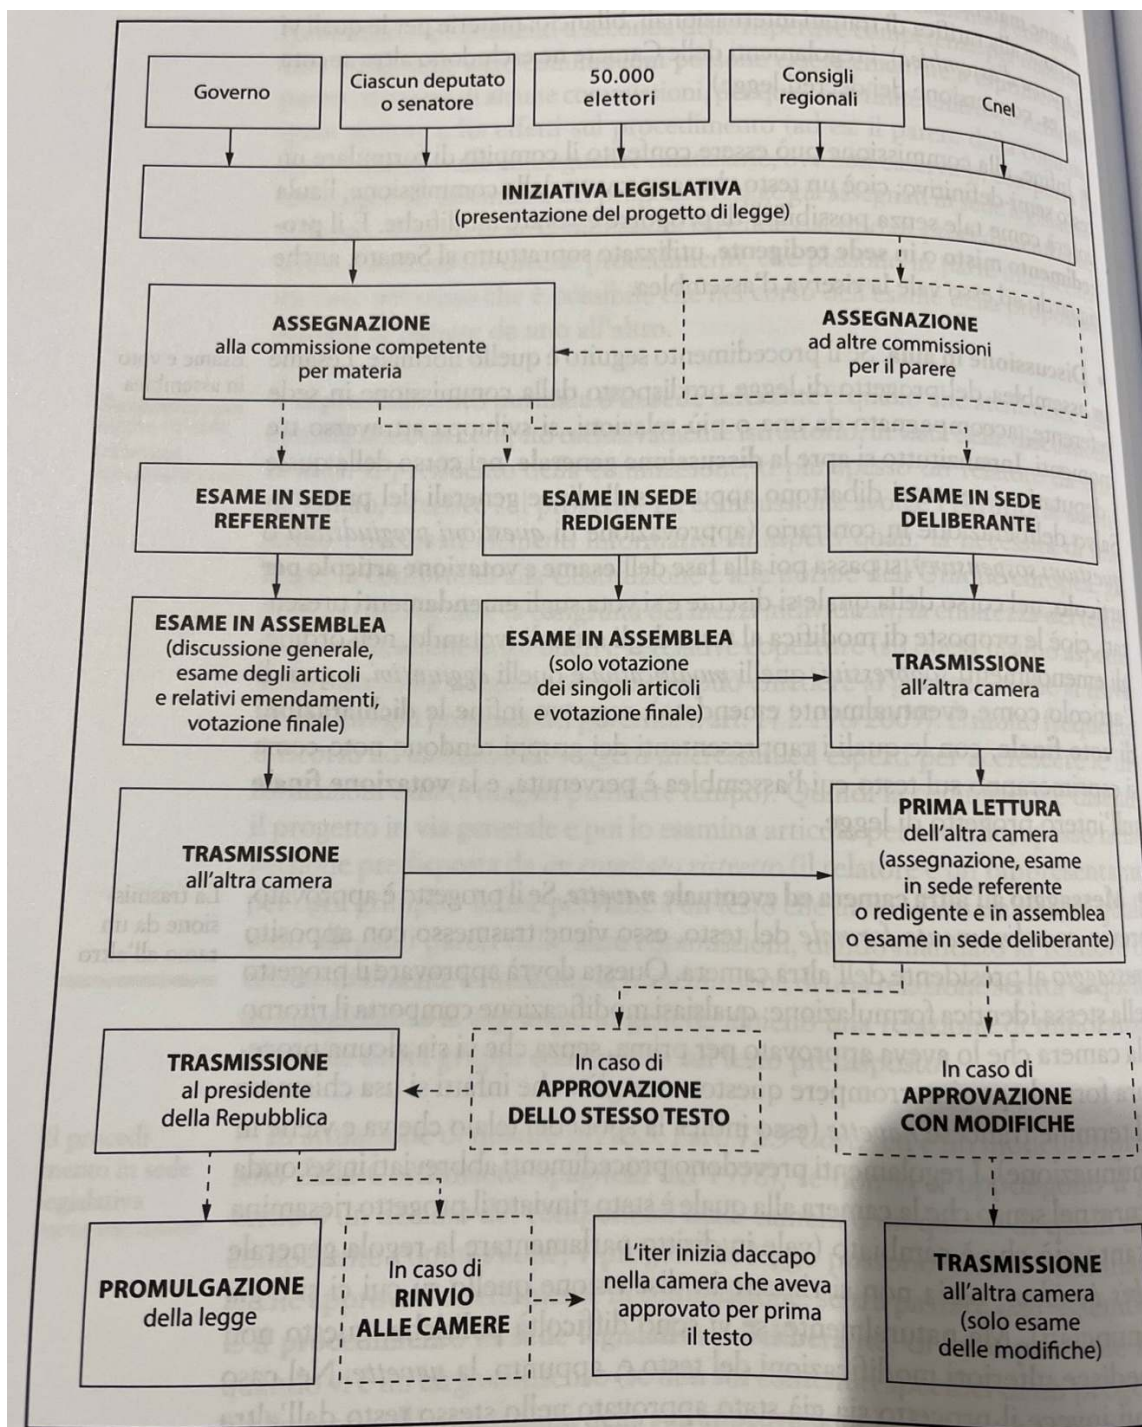 Governo
Ciascun deputato
o senatore
50.000
elettori
Consigli
regionali
Cnel
INIZIATIVA LEGISLATIVA
(presentazione del progetto di legge)
ASSEGNAZIONE
alla commissione competente
per materia
ASSEGNAZIONE
ad altre commissioni
per il parere
ESAME IN SEDE
REFERENTE
ESAME IN SEDE
REDIGENTE
ESAME IN SEDE
DELIBERANTE
ESAME IN ASSEMBLEA
(discussione generale,
esame degli articoli
e relativi emendamenti,
votazione finale)
ESAME IN ASSEMBLEA
(solo votazione
dei singoli articoli
e votazione finale)
TRASMISSIONE
all'altra camera
TRASMISSIONE
all'altra camera
PRIMA LETTURA
dell'altra camera
(assegnazione, esame
in sede referente
o redigente e in assemblea
o esame in sede deliberante)
TRASMISSIONE
al presidente
della Repubblica
In caso di
APPROVAZIONE
DELLO STESSO TESTO
In caso di
APPROVAZIONE
CON MODIFICHE
PROMULGAZIONE
della legge
In caso di
RINVIO
ALLE CAMERE
L'iter inizia daccapo
nella camera che aveva
approvato per prima
il testo
TRASMISSIONE
all'altra camera
(solo esame
delle modifiche)